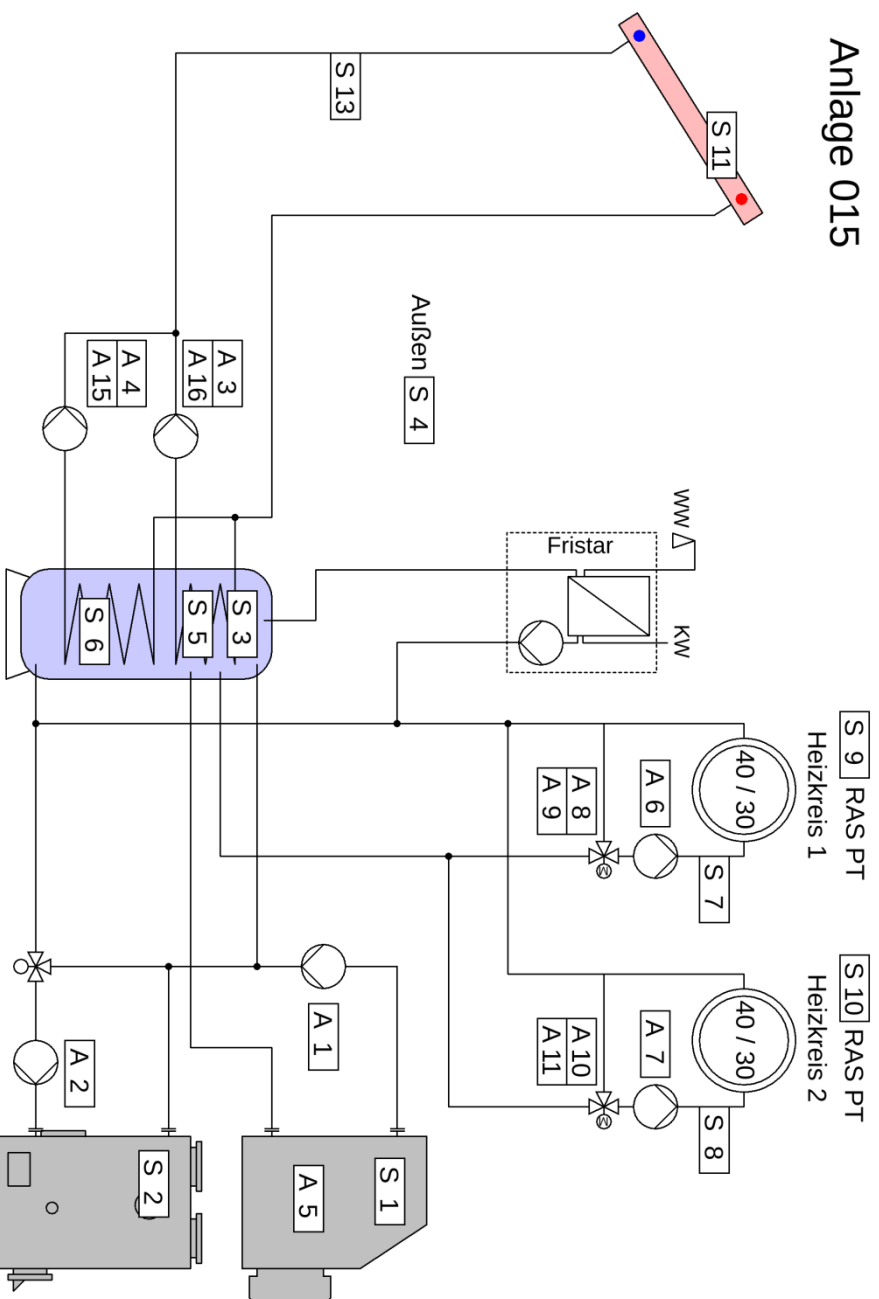 Anlage 015
S 11
S 13
Außen
S 4
A 3
A 16
A 4
A 15
S 3
S 5
S 6
WW
KW
Fristar
S 9
RAS PT
Heizkreis 1
40 / 30
A 6
S 7
A 8
A 9
S 10
RAS PT
Heizkreis 2
40 / 30
A 7
S 8
A 10
A 11
M
M
A 1
A 2
S 1
A 5
S 2